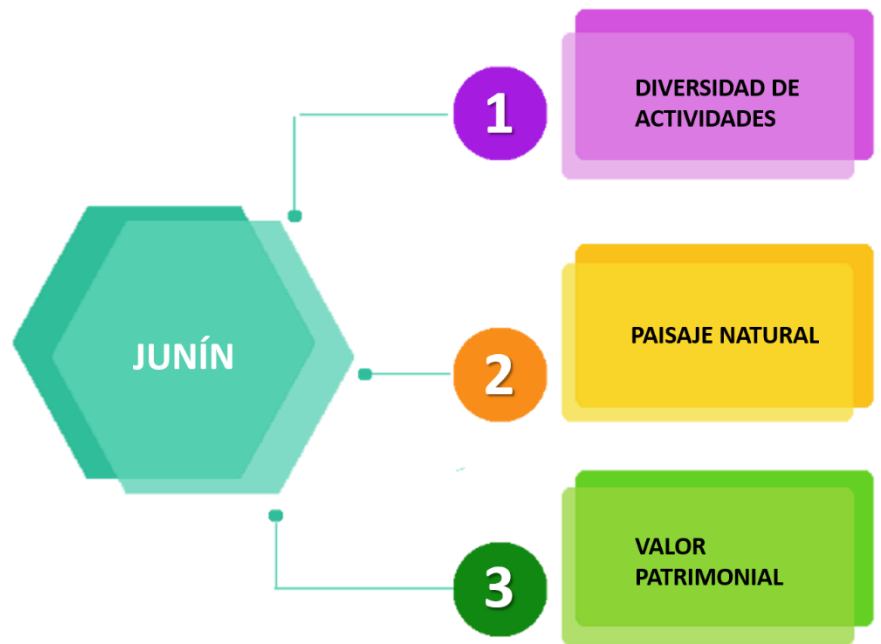 JUNÍN
1
DIVERSIDAD DE
ACTIVIDADES
2
PAISAJE NATURAL
3
VALOR
PATRIMONIAL